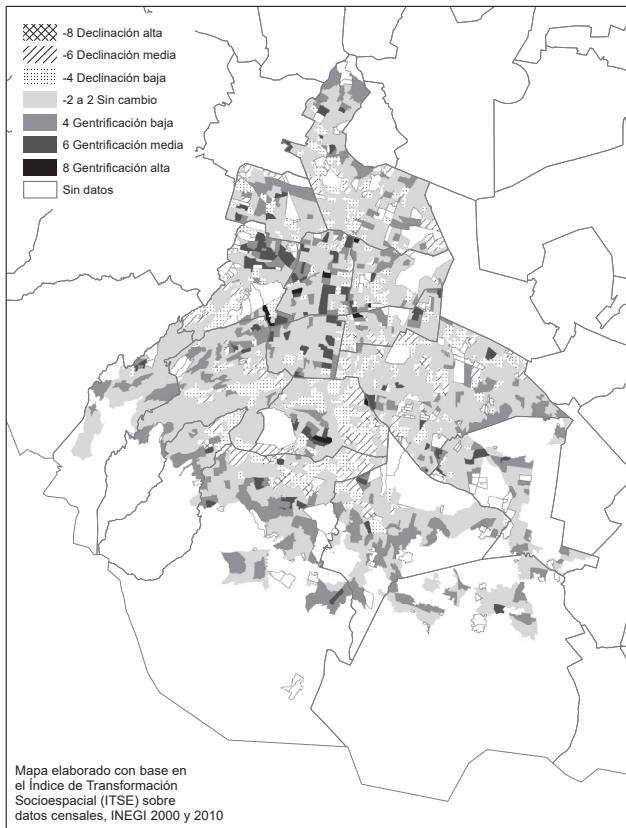 -8 Declinación alta
-6 Declinación media
-4 Declinación baja
-2 a 2 Sin cambio
4 Gentrificación baja
6 Gentrificación media
8 Gentrificación alta
Sin datos
Mapa elaborado con base en
el Índice de Transformación
Socioespacial (ITSE) sobre
datos censales, INEGI 2000 y 2010